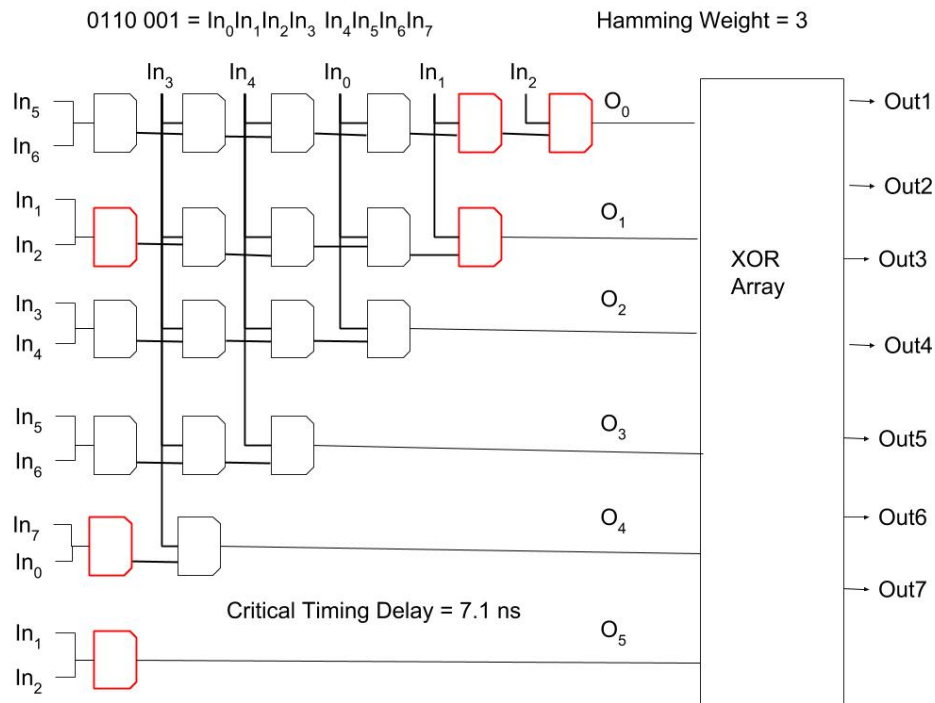 0110 001 = In₀In₁In₂In₃ In₄In₅In₆In₇
Hamming Weight = 3
In₃ In₄ In₀ In₁ In₂
In₅
In₆
O₀
Out1
Out2
In₁
In₂
O₁
XOR
Array
Out3
In₃
In₄
O₂
Out4
In₅
In₆
O₃
Out5
In₇
In₀
O₄
Out6
Critical Timing Delay = 7.1 ns
Out7
In₁
In₂
O₅